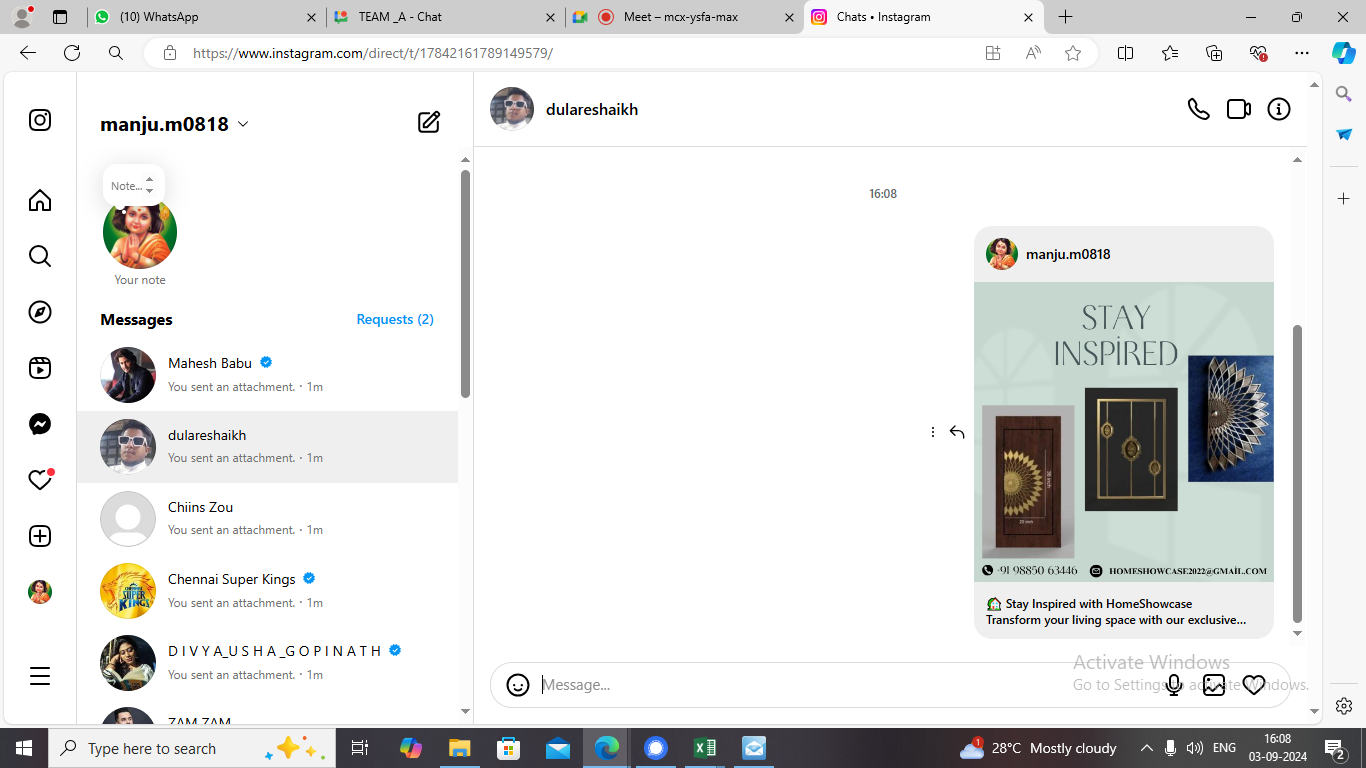 (10) WhatsApp
TEAM _A - Chat
Meet – mcx-ysfa-max
Chats • Instagram
https://www.instagram.com/direct/t/17842161789149579/
manju.m0818
Note...
Your note
Messages
Requests (2)
Mahesh Babu
You sent an attachment. · 1m
dulareshaikh
You sent an attachment. · 1m
Chiins Zou
You sent an attachment. · 1m
Chennai Super Kings
You sent an attachment. · 1m
D I V Y A_U S H A _G O P I N A T H
You sent an attachment. · 1m
ZAM ZAM
dulareshaikh
16:08
manju.m0818
STAY
INSPIRED
+91 98850 63446
HOMESHOWCASE2022@GMAIL.COM
Stay Inspired with HomeShowcase
Transform your living space with our exclusive...
Message...
Activate Windows
Go to Settings to activate Windows.
Type here to search
28°C Mostly cloudy
ENG
16:08
03-09-2024
2